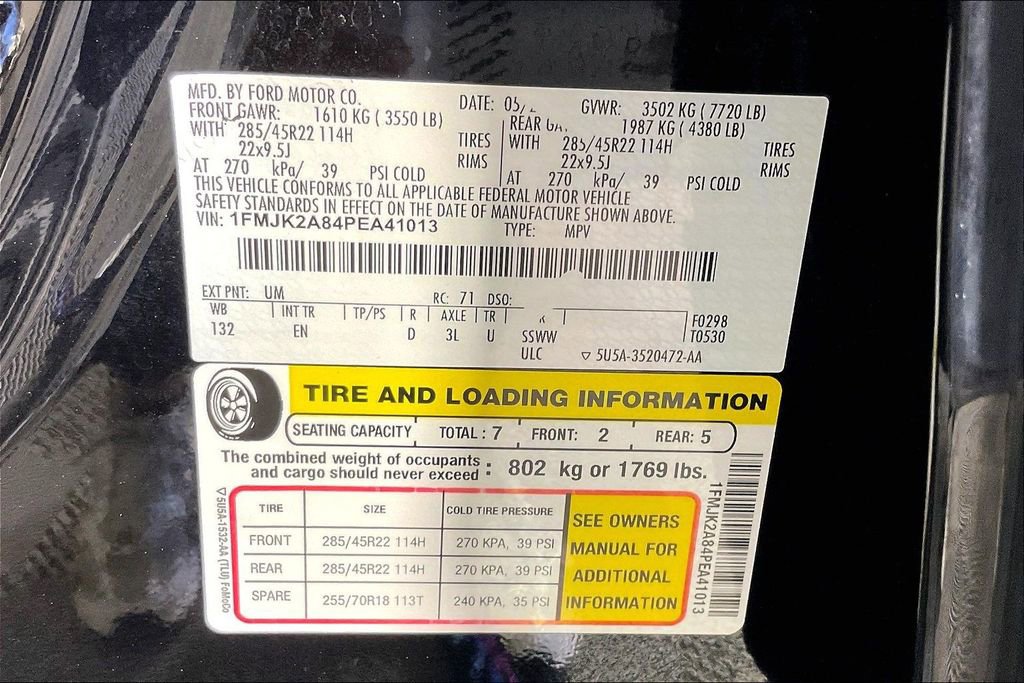 MFD. BY FORD MOTOR CO.
DATE: 05/
GVWR: 3502 KG ( 7720 LB)
FRONT GAWR: 1610 KG ( 3550 LB)
WITH 285/45R22 114H TIRES
22x9.5J RIMS
AT 270 kPa/ 39 PSI COLD
REAR GA 1987 KG ( 4380 LB)
WITH 285/45R22 114H TIRES
22x9.5J RIMS
AT 270 kPa/ 39 PSI COLD
THIS VEHICLE CONFORMS TO ALL APPLICABLE FEDERAL MOTOR VEHICLE
SAFETY STANDARDS IN EFFECT ON THE DATE OF MANUFACTURE SHOWN ABOVE.
VIN: 1FMJK2A84PEA41013 TYPE: MPV
EXT PNT: UM RC: 71 DSO:
WB | INT TR | TP/PS | R | AXLE | TR
132 EN D 3L U SSWW
ULC
F0298
T0530
5U5A-3520472-AA
TIRE AND LOADING INFORMATION
SEATING CAPACITY TOTAL : 7 FRONT: 2 REAR: 5
The combined weight of occupants
and cargo should never exceed : 802 kg or 1769 lbs.
TIRE SIZE COLD TIRE PRESSURE
FRONT 285/45R22 114H 270 KPA, 39 PSI
REAR 285/45R22 114H 270 KPA, 39 PSI
SPARE 255/70R18 113T 240 KPA, 35 PSI
SEE OWNERS
MANUAL FOR
ADDITIONAL
INFORMATION
5U5A-1532-AA (TLU) FoMoCo
1FMJK2A84PEA41013